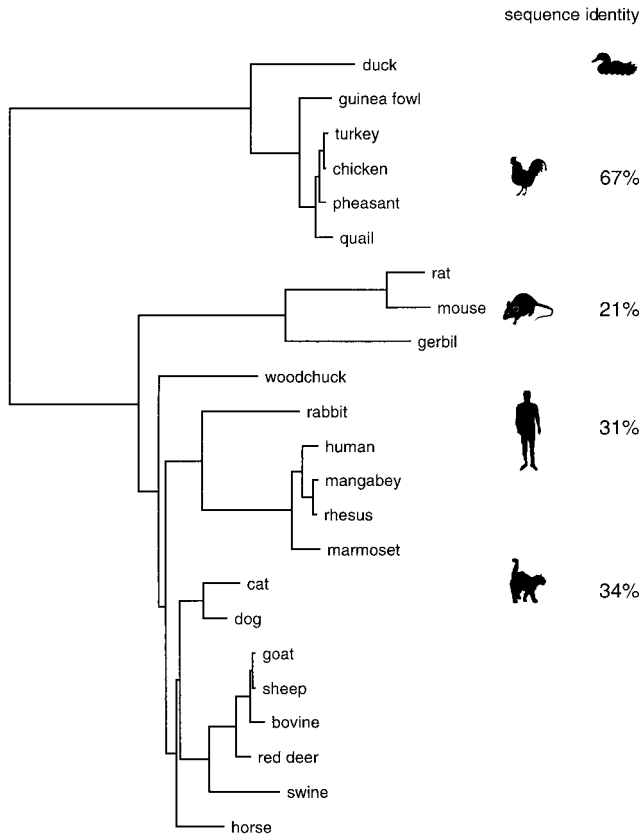 sequence identity
duck
guinea fowl
turkey
chicken
67%
pheasant
quail
rat
mouse
21%
gerbil
woodchuck
rabbit
31%
human
mangabey
rhesus
marmoset
cat
34%
dog
goat
sheep
bovine
red deer
swine
horse